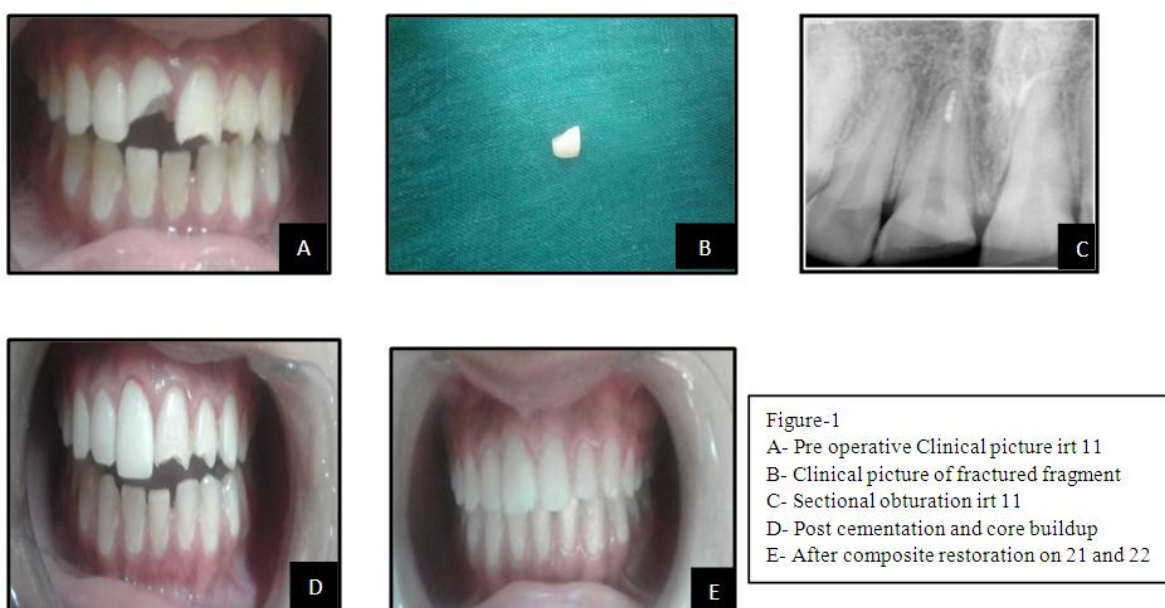 A
B
C
D
E
Figure-1
A- Pre operative Clinical picture irt 11
B- Clinical picture of fractured fragment
C- Sectional obturation irt 11
D- Post cementation and core buildup
E- After composite restoration on 21 and 22